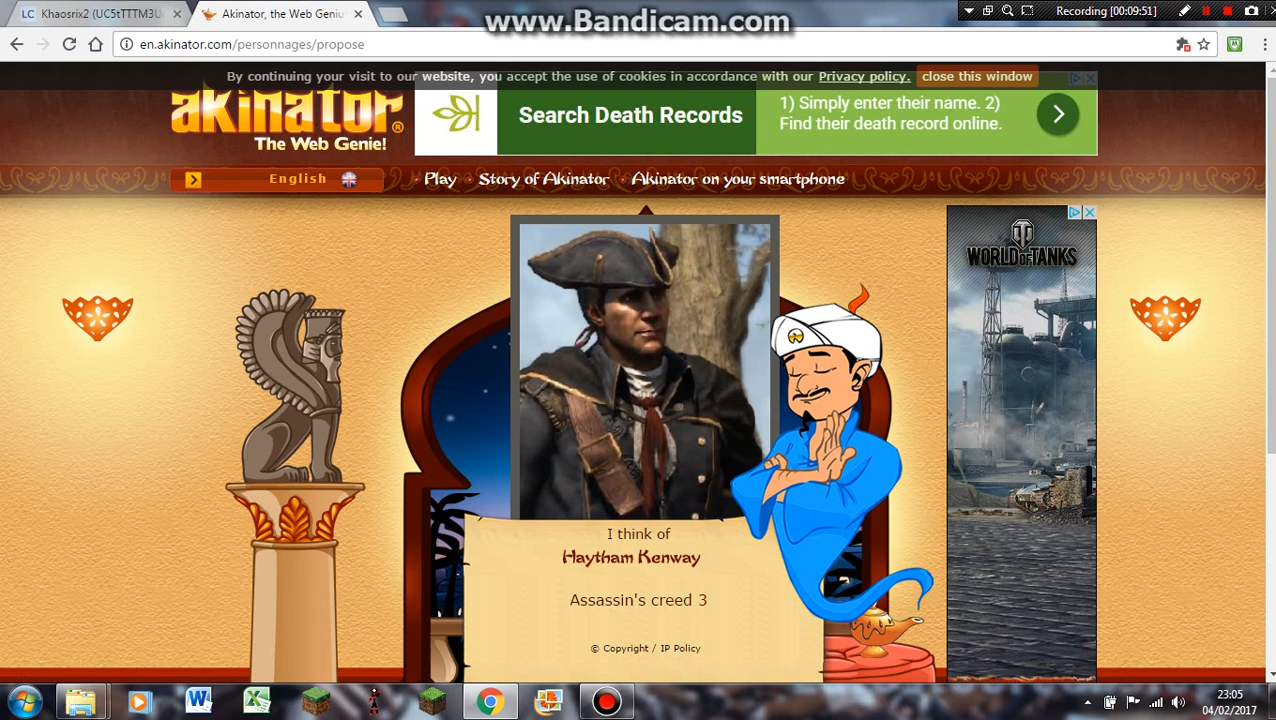 www.Bandicam.com
Recording [00:09:51]
LC Khaosrix2 (UC5tTTTM3U
Akinator, the Web Geniu
en.akinator.com/personnages/propose
By continuing your visit to our website, you accept the use of cookies in accordance with our Privacy policy. close this window
akinator®
The Web Genie!
Search Death Records
1) Simply enter their name. 2)
Find their death record online.
English
Play
Story of Akinator
Akinator on your smartphone
WORLD OF TANKS
I think of
Haytham Kenway
Assassin's creed 3
© Copyright / IP Policy
23:05
04/02/2017